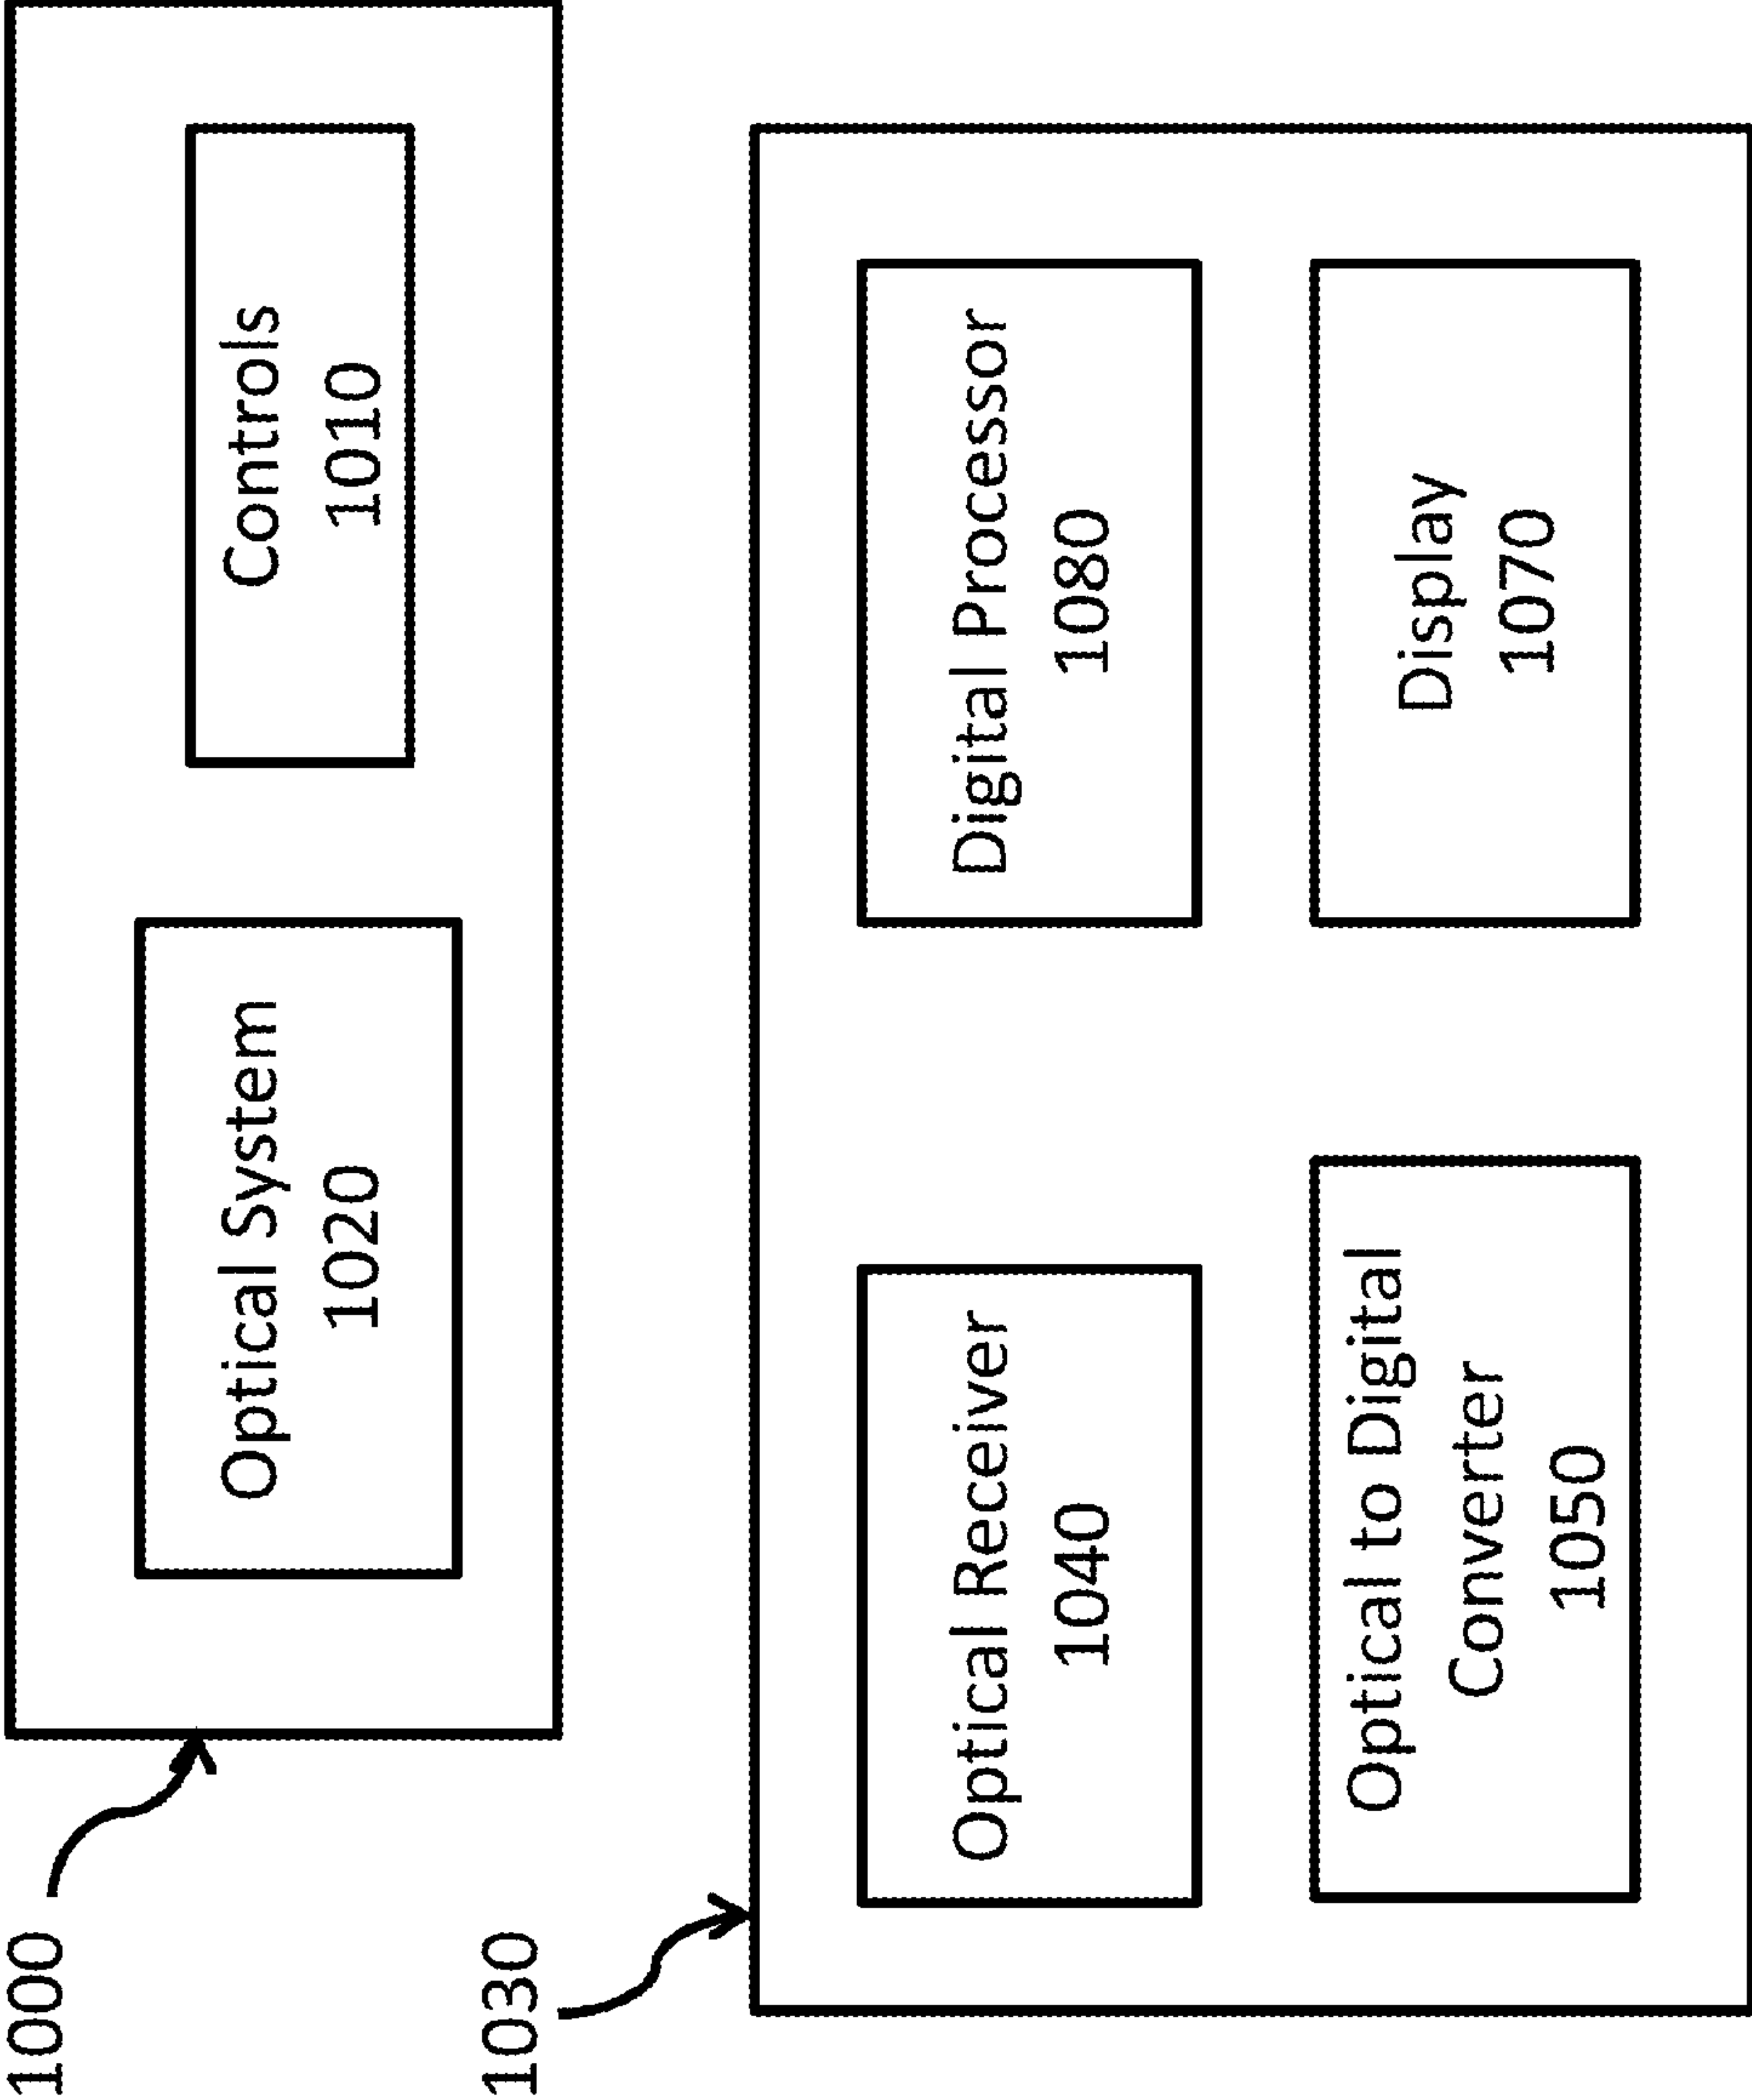 1000
Optical System
1020
Controls
1010
1030
Optical Receiver
1040
Digital Processor
1080
Optical to Digital
Converter
1050
Display
1070